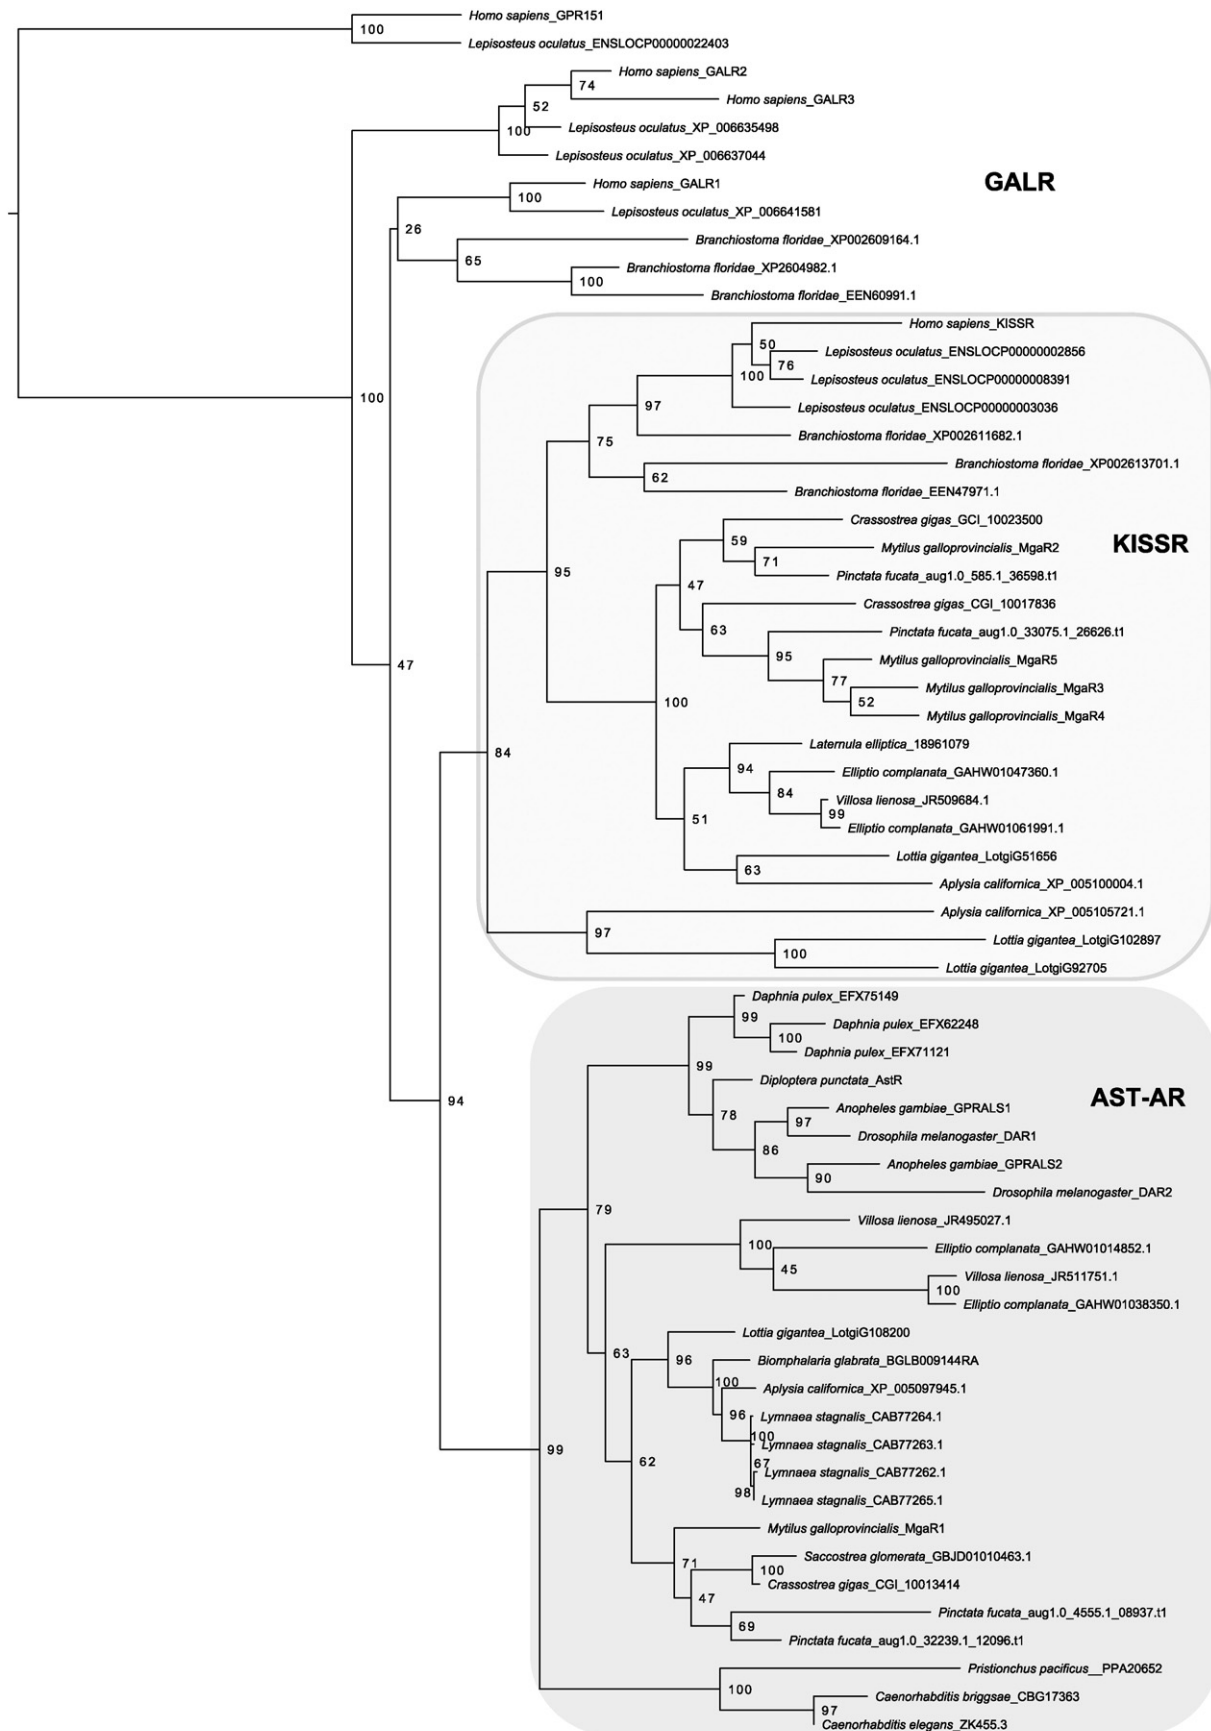 Homo sapiens_GPR151
100
Lepisosteus oculatus_ENSLOCP00000022403
Homo sapiens_GALR2
74
Homo sapiens_GALR3
52
Lepisosteus oculatus_XP_006635498
100
Lepisosteus oculatus_XP_006637044
GALR
Homo sapiens_GALR1
100
Lepisosteus oculatus_XP_006641581
26
Branchiostoma floridae_XP002609164.1
65
Branchiostoma floridae_XP2604982.1
100
Branchiostoma floridae_EEN60991.1
Homo sapiens_KISSR
50
Lepisosteus oculatus_ENSLOCP00000002856
76
100
Lepisosteus oculatus_ENSLOCP00000008391
100
97
Lepisosteus oculatus_ENSLOCP00000003036
Branchiostoma floridae_XP002611682.1
75
Branchiostoma floridae_XP002613701.1
62
Branchiostoma floridae_EEN47971.1
Crassostrea gigas_GCI_10023500
59
KISSR
Mytilus galloprovincialis_MgaR2
71
95
Pinctata fucata_aug1.0_585.1_36598.t1
47
Crassostrea gigas_CGI_10017836
63
Pinctata fucata_aug1.0_33075.1_26626.t1
95
Mytilus galloprovincialis_MgaR5
47
77
Mytilus galloprovincialis_MgaR3
52
100
Mytilus galloprovincialis_MgaR4
Laternula elliptica_18961079
84
94
Elliptio complanata_GAHW01047360.1
84
Villosa lienosa_JR509684.1
99
51
Elliptio complanata_GAHW01061991.1
Lottia gigantea_LotgiG51656
63
Aplysia californica_XP_005100004.1
Aplysia californica_XP_005105721.1
97
Lottia gigantea_LotgiG102897
100
Lottia gigantea_LotgiG92705
Daphnia pulex_EFX75149
99
Daphnia pulex_EFX62248
100
Daphnia pulex_EFX71121
99
Diploptera punctata_AstR
AST-AR
94
Anopheles gambiae_GPRALS1
78
97
Drosophila melanogaster_DAR1
86
Anopheles gambiae_GPRALS2
90
Drosophila melanogaster_DAR2
79
Villosa lienosa_JR495027.1
100
Elliptio complanata_GAHW01014852.1
45
Villosa lienosa_JR511751.1
100
Elliptio complanata_GAHW01038350.1
Lottia gigantea_LotgiG108200
63
96
Biomphalaria glabrata_BGLB009144RA
100
Aplysia californica_XP_005097945.1
96
Lymnaea stagnalis_CAB77264.1
100
Lymnaea stagnalis_CAB77263.1
99
62
67
Lymnaea stagnalis_CAB77262.1
98
Lymnaea stagnalis_CAB77265.1
Mytilus galloprovincialis_MgaR1
71
Saccostrea glomerata_GBJD01010463.1
100
Crassostrea gigas_CGI_10013414
47
Pinctata fucata_aug1.0_4555.1_08937.t1
69
Pinctata fucata_aug1.0_32239.1_12096.t1
Pristionchus pacificus__PPA20652
100
Caenorhabditis briggsae_CBG17363
97
Caenorhabditis elegans_ZK455.3